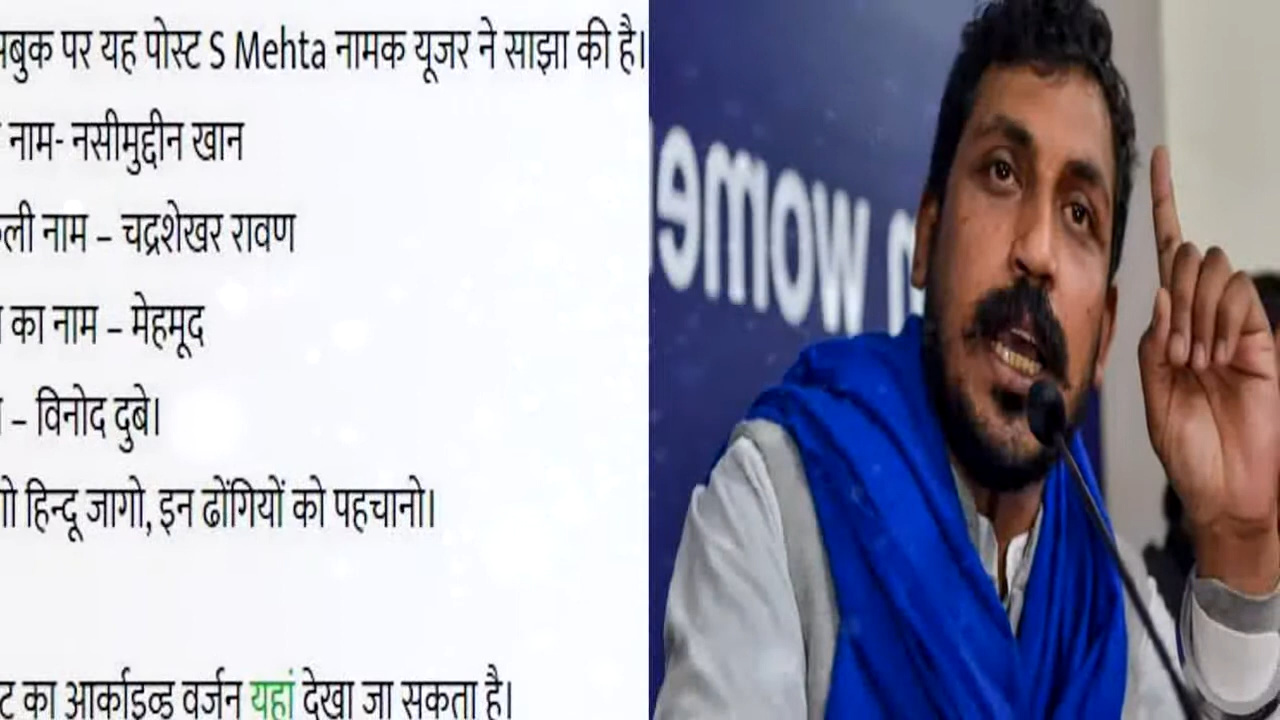 पर यह पोस्ट S Mehta नामक यूजर ने साझा की है।
नाम- नसीमुद्दीन खान
नाम – चद्रशेखर रावण
का नाम – मेहमूद
– विनोद दुबे।
हिन्दू जागो, इन ढोंगियों को पहचानो।
का आर्काइव्ड वर्जन यहां देखा जा सकता है।